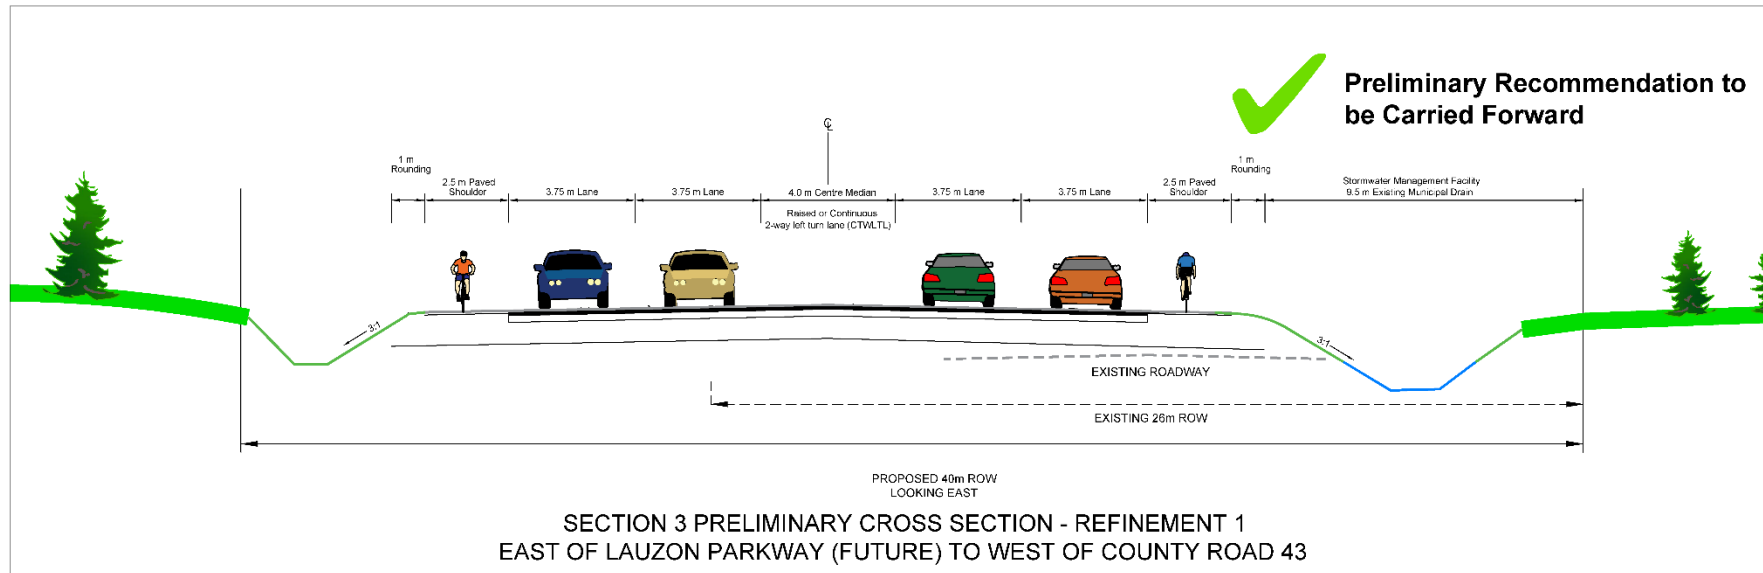 Preliminary Recommendation to
be Carried Forward
℄
1 m
Rounding
2.5 m Paved
Shoulder
3.75 m Lane
3.75 m Lane
4.0 m Centre Median
Raised or Continuous
2-way left turn lane (CTWLTL)
3.75 m Lane
3.75 m Lane
2.5 m Paved
Shoulder
1 m
Rounding
Stormwater Management Facility
9.5 m Existing Municipal Drain
3:1
3:1
EXISTING ROADWAY
EXISTING 26m ROW
PROPOSED 40m ROW
LOOKING EAST
SECTION 3 PRELIMINARY CROSS SECTION - REFINEMENT 1
EAST OF LAUZON PARKWAY (FUTURE) TO WEST OF COUNTY ROAD 43